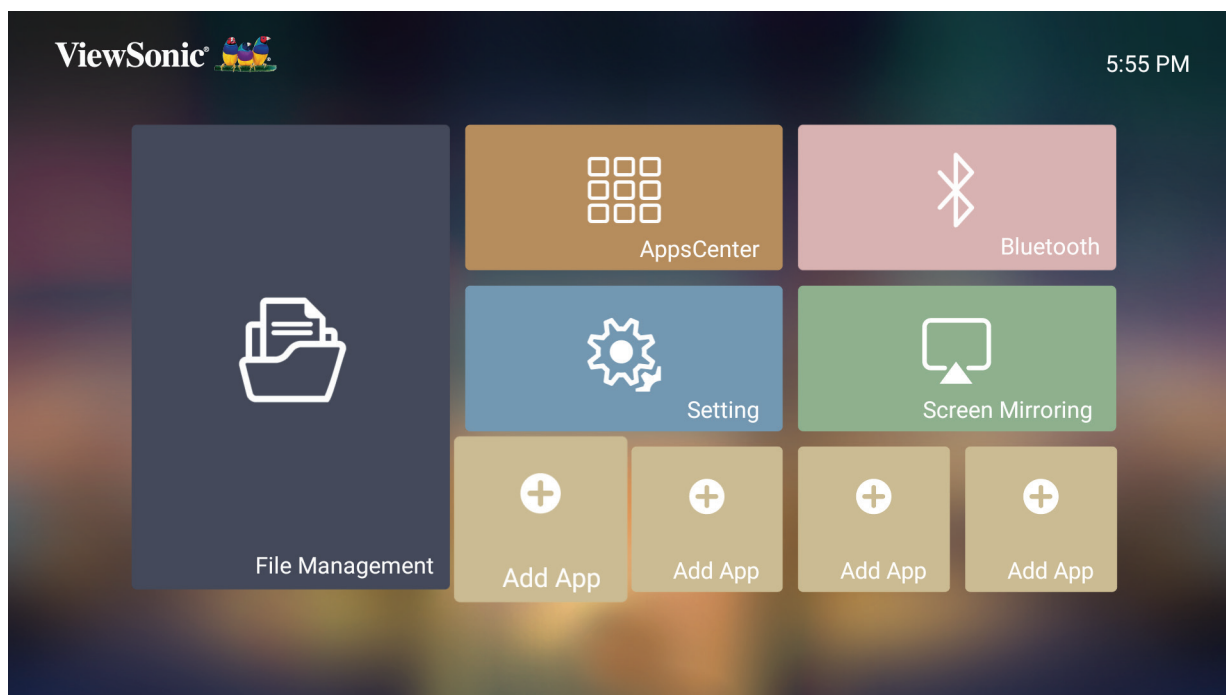 ViewSonic®
5:55 PM
AppsCenter
Bluetooth
Setting
Screen Mirroring
File Management
Add App
Add App
Add App
Add App